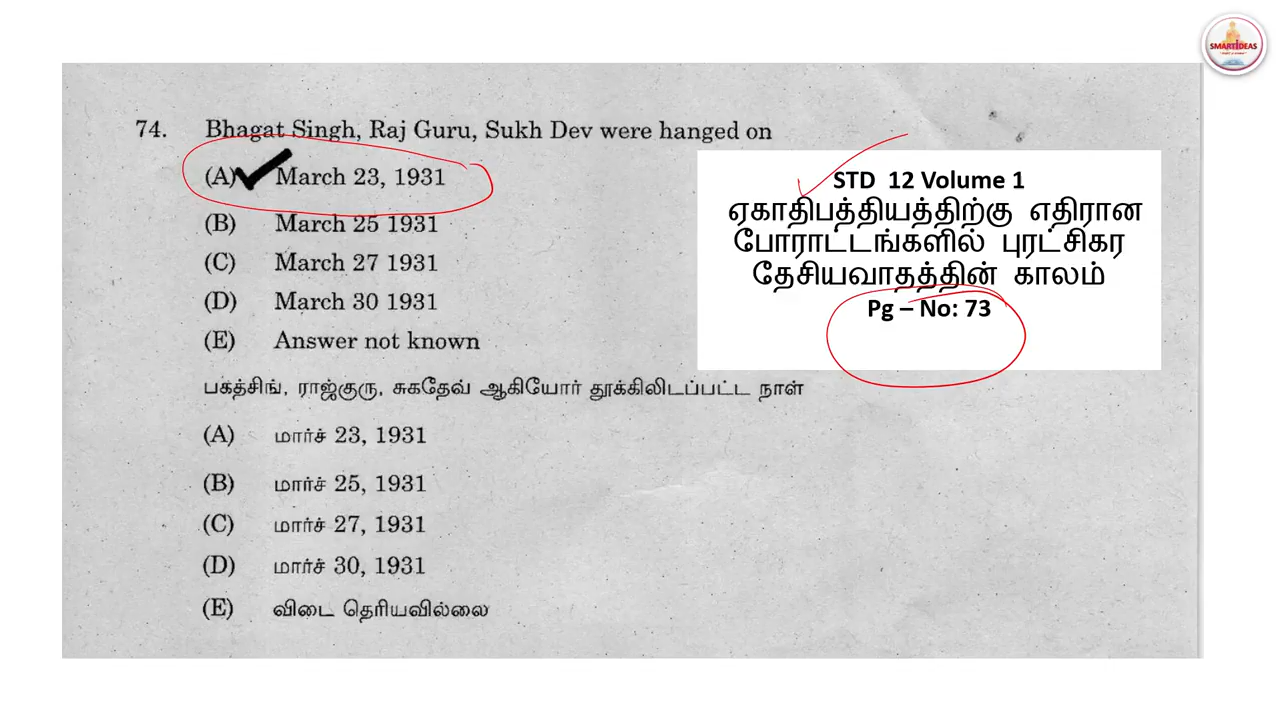 SMARTIDEAS
74. Bhagat Singh, Raj Guru, Sukh Dev were hanged on
(A) March 23, 1931
(B) March 25 1931
(C) March 27 1931
(D) March 30 1931
(E) Answer not known
பகத்சிங், ராஜ்குரு, சுகதேவ் ஆகியோர் தூக்கிலிடப்பட்ட நாள்
(A) மார்ச் 23, 1931
(B) மார்ச் 25, 1931
(C) மார்ச் 27, 1931
(D) மார்ச் 30, 1931
(E) விடை தெரியவில்லை
STD 12 Volume 1
ஏகாதிபத்தியத்திற்கு எதிரான
போராட்டங்களில் புரட்சிகர
தேசியவாதத்தின் காலம்
Pg – No: 73